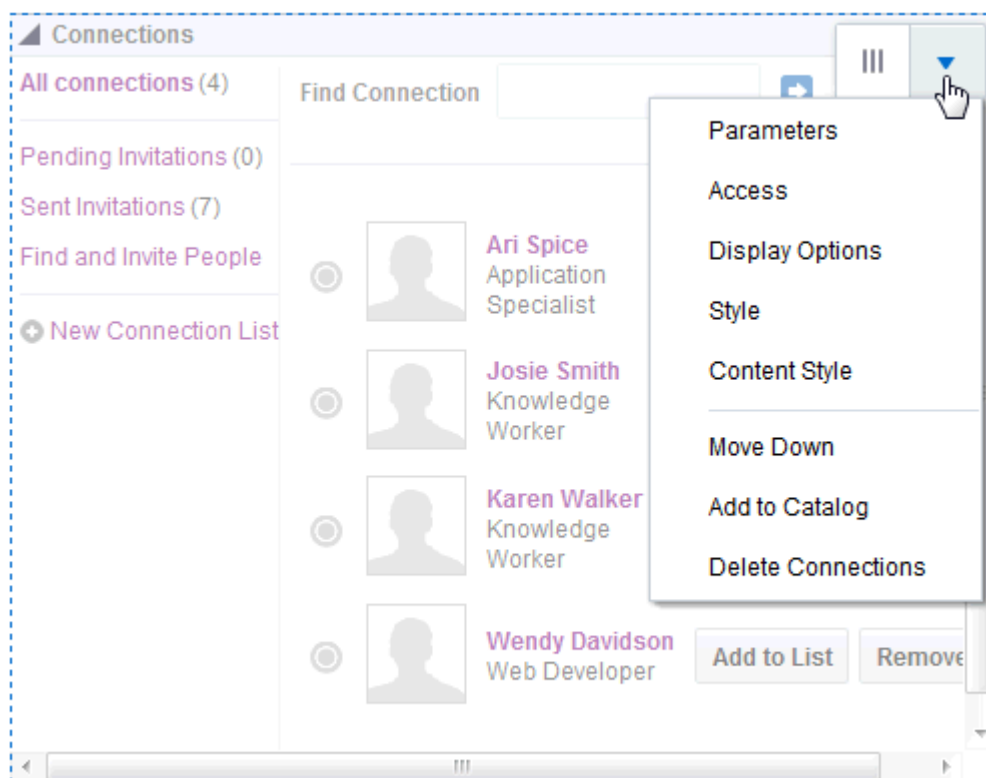 Connections
All connections (4)
Find Connection
Pending Invitations (0)
Sent Invitations (7)
Find and Invite People
New Connection List
Ari Spice
Application
Specialist
Josie Smith
Knowledge
Worker
Karen Walker
Knowledge
Worker
Wendy Davidson
Web Developer
Add to List
Remove
Parameters
Access
Display Options
Style
Content Style
Move Down
Add to Catalog
Delete Connections